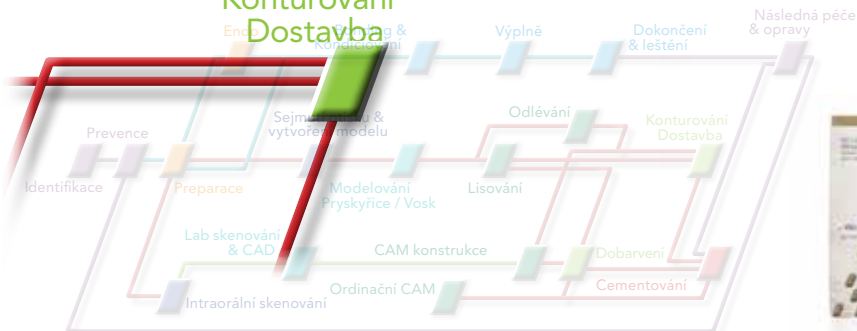 Konturování
Dostavba
Endo
Bonding &
Kondicionování
Výplně
Dokončení
& leštění
Následná péče
& opravy
Prevence
Sejmutí otisku &
vytvoření modelu
Odlévání
Konturování
Dostavba
Identifikace
Preparace
Modelování
Pryskyřice / Vosk
Lisování
Lab skenování
& CAD
CAM konstrukce
Dobarvení
Cementování
Intraorální skenování
Ordinační CAM